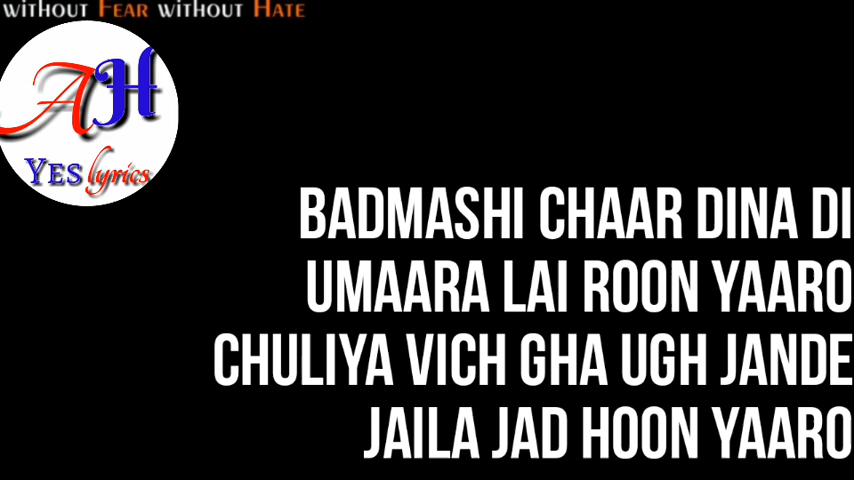 without Fear without Hate
AH
Yes lyrics
BADMASHI CHAAR DINA DI
UMAARA LAI ROON YAARO
CHULIYA VICH GHA UGH JANDE
JAILA JAD HOON YAARO